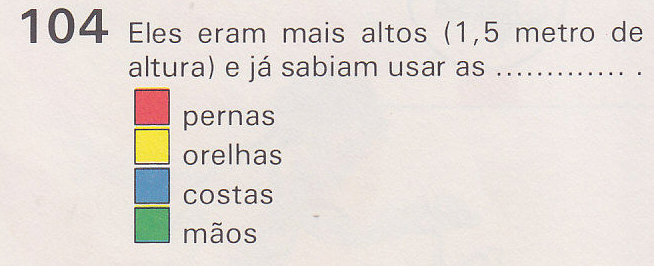 104 Eles eram mais altos (1,5 metro de
altura) e já sabiam usar as ............. .
pernas
orelhas
costas
mãos